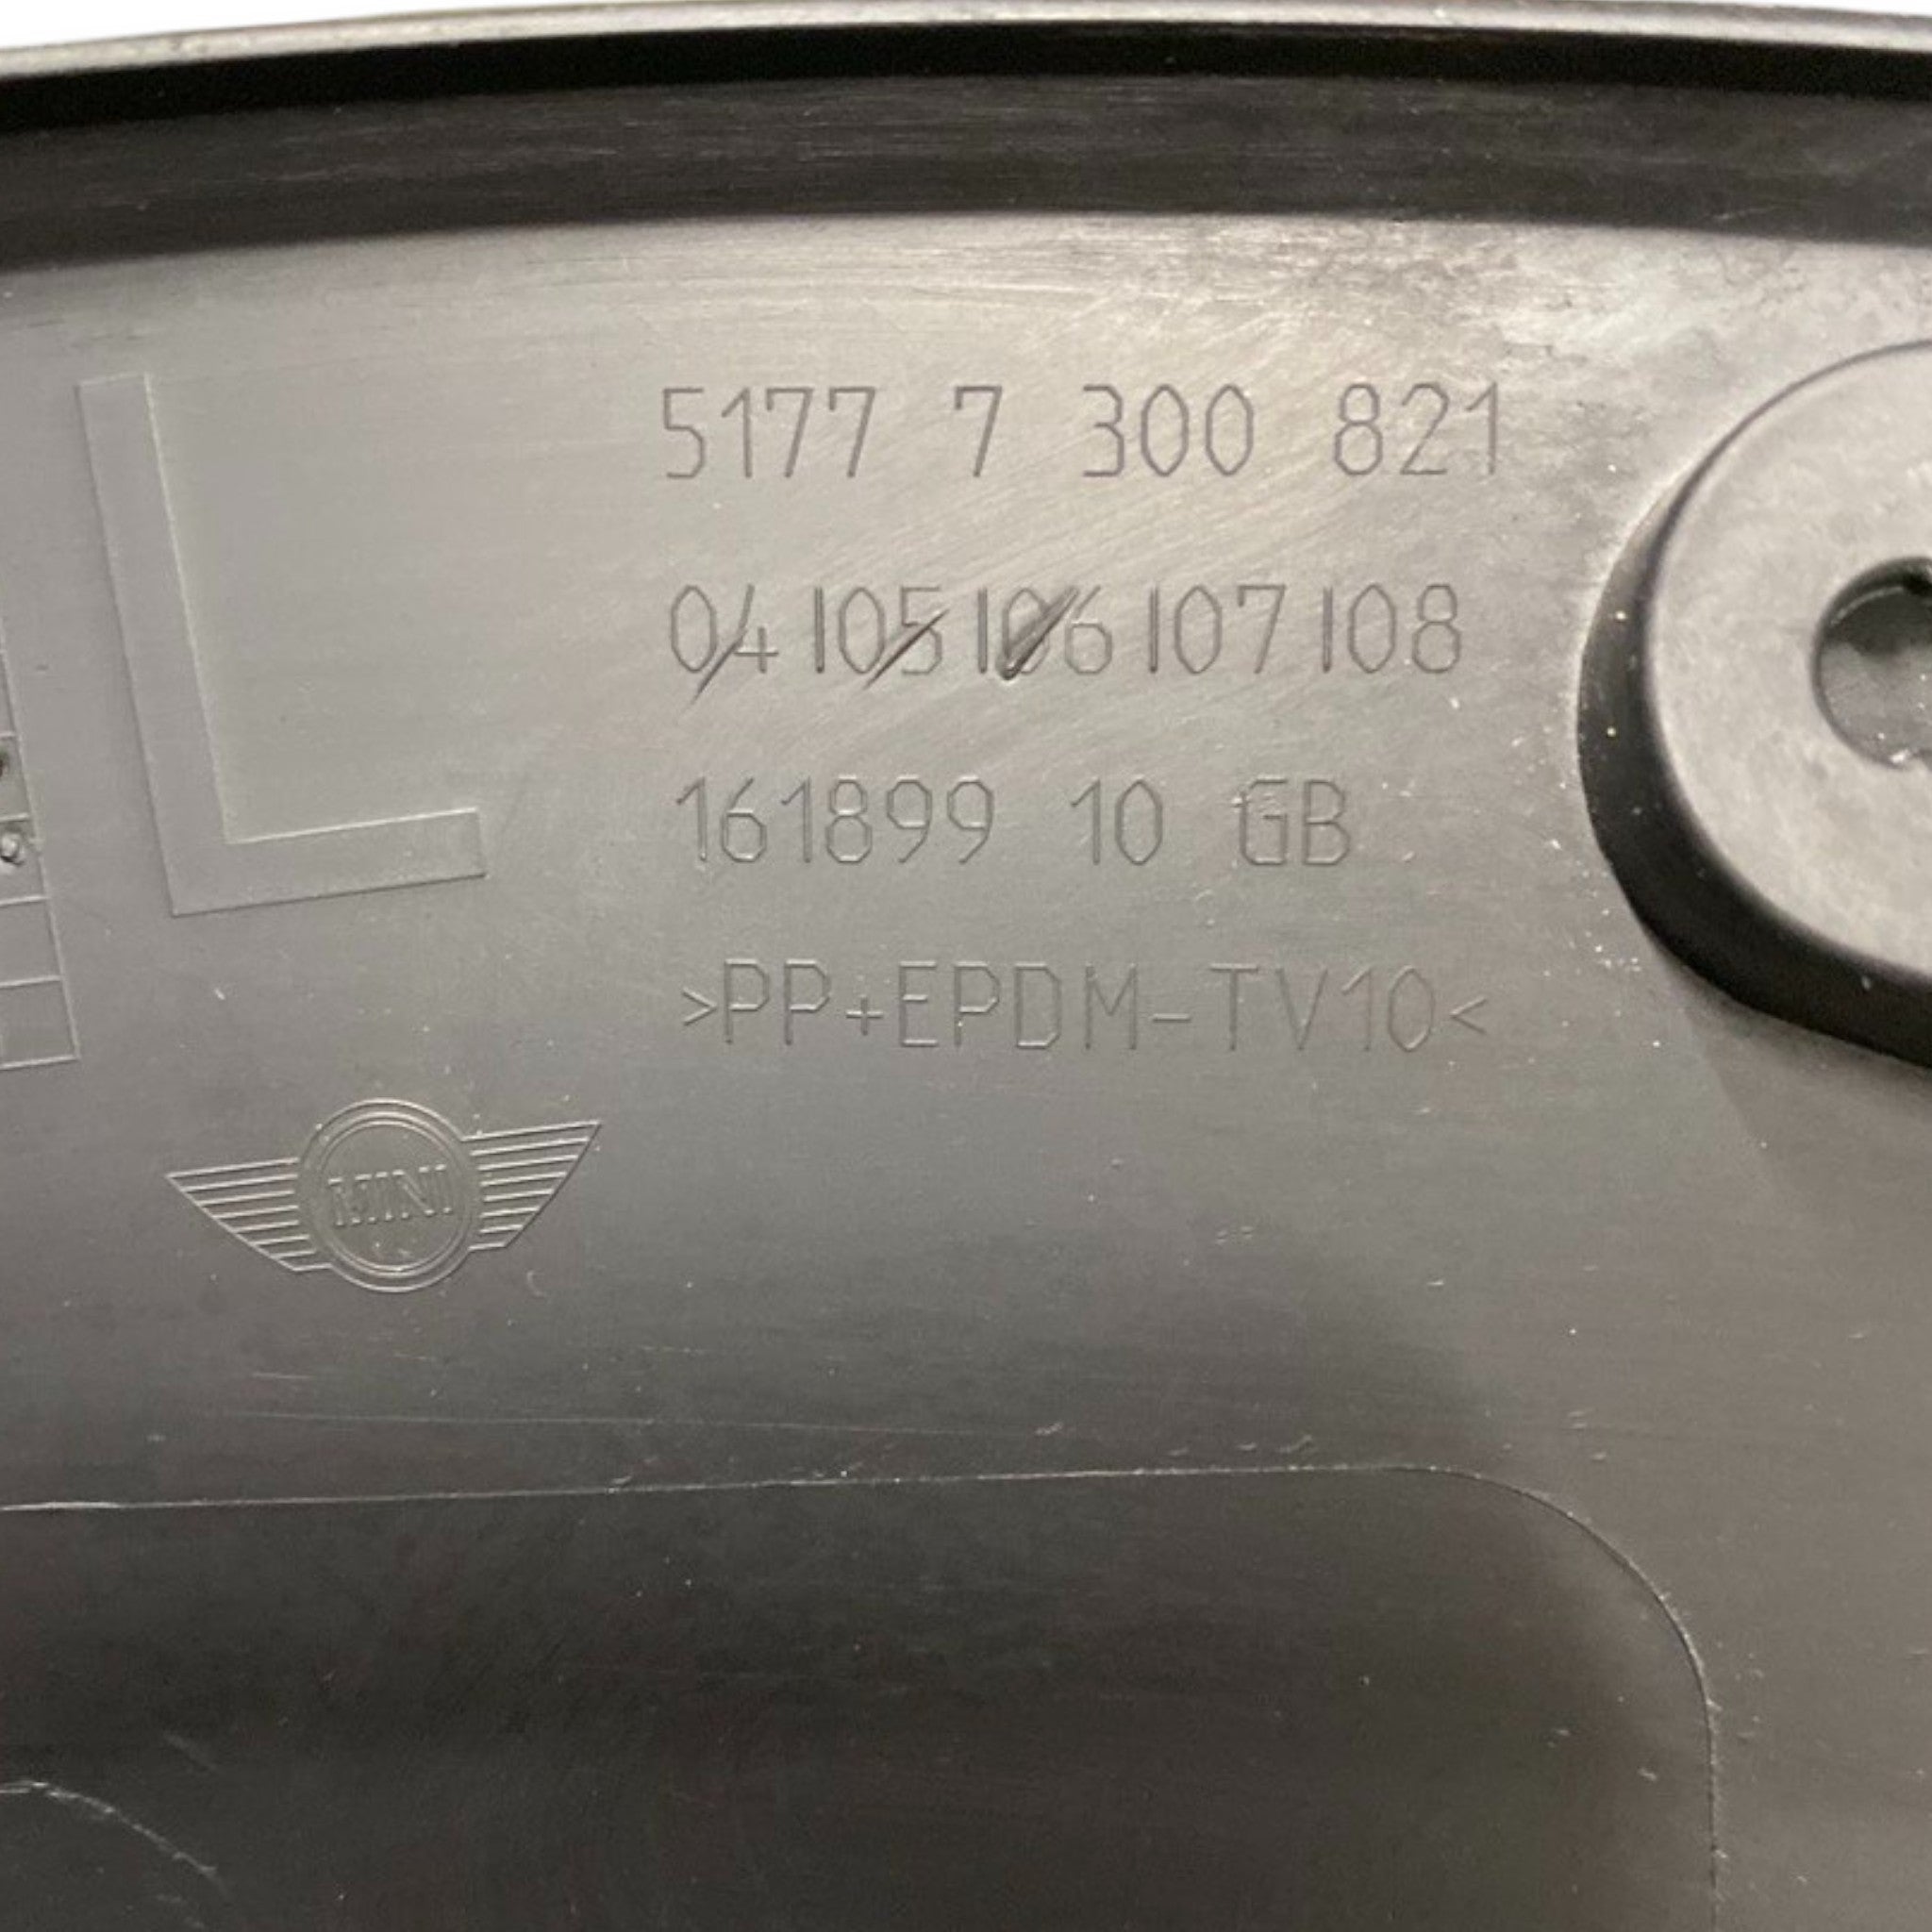 L
5177 7 300 821
04|05|06|07|08
161899 10 GB
>PP+EPDM-TV10<
MINI